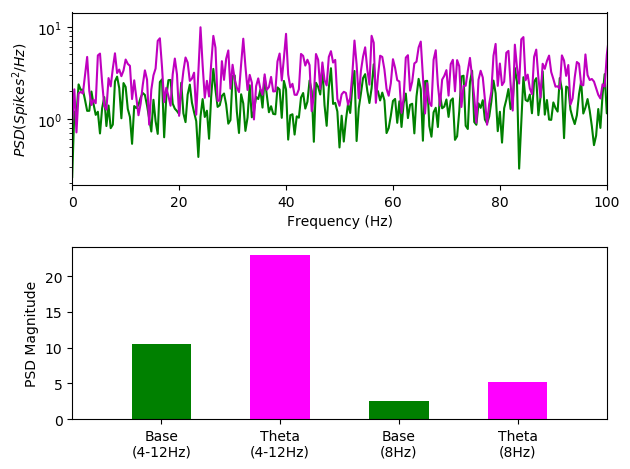 PSD(Spikes²/Hz)
10¹
10⁰
0 20 40 60 80 100
Frequency (Hz)
PSD Magnitude
20
15
10
5
0
Base Theta Base Theta
(4-12Hz) (4-12Hz) (8Hz) (8Hz)